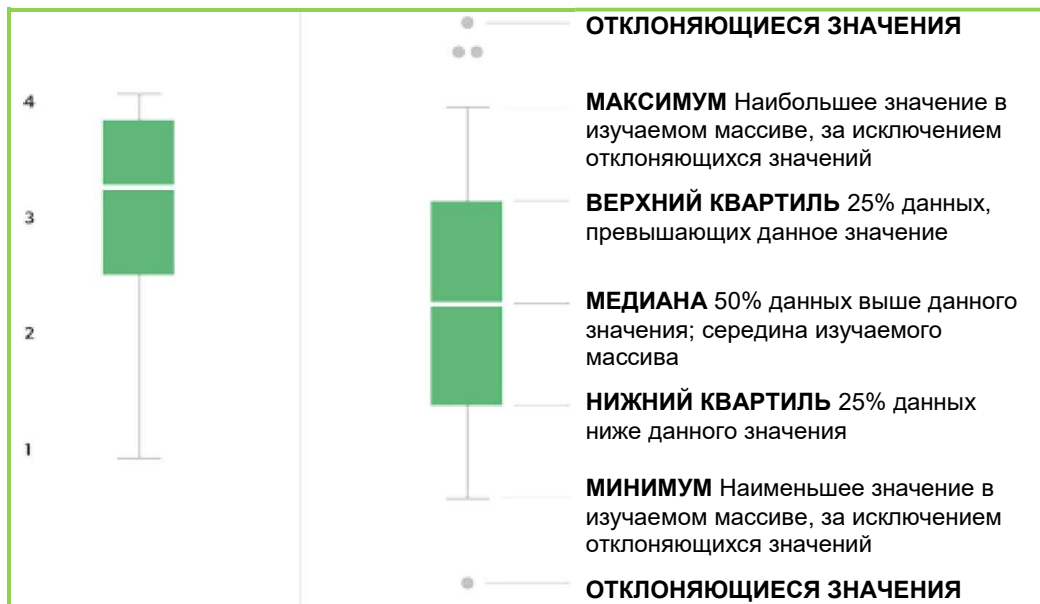 ОТКЛОНЯЮЩИЕСЯ ЗНАЧЕНИЯ
4
МАКСИМУМ Наибольшее значение в
изучаемом массиве, за исключением
отклоняющихся значений
3
ВЕРХНИЙ КВАРТИЛЬ 25% данных,
превышающих данное значение
2
МЕДИАНА 50% данных выше данного
значения; середина изучаемого
массива
1
НИЖНИЙ КВАРТИЛЬ 25% данных
ниже данного значения
МИНИМУМ Наименьшее значение в
изучаемом массиве, за исключением
отклоняющихся значений
ОТКЛОНЯЮЩИЕСЯ ЗНАЧЕНИЯ